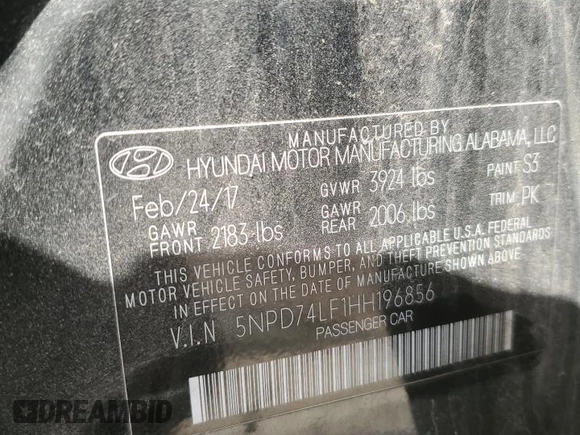 MANUFACTURED BY
HYUNDAI MOTOR MANUFACTURING ALABAMA, LLC
Feb/24/17 GVWR 3924 lbs PAINT S3
GAWR FRONT 2183 lbs GAWR REAR 2006 lbs TRIM PK
THIS VEHICLE CONFORMS TO ALL APPLICABLE U.S.A. FEDERAL
MOTOR VEHICLE SAFETY, BUMPER, AND THEFT PREVENTION STANDARDS
IN EFFECT ON THE DATE OF MANUFACTURE SHOWN ABOVE.
V.I.N 5NPD74LF1HH196856
PASSENGER CAR
DREAMBID